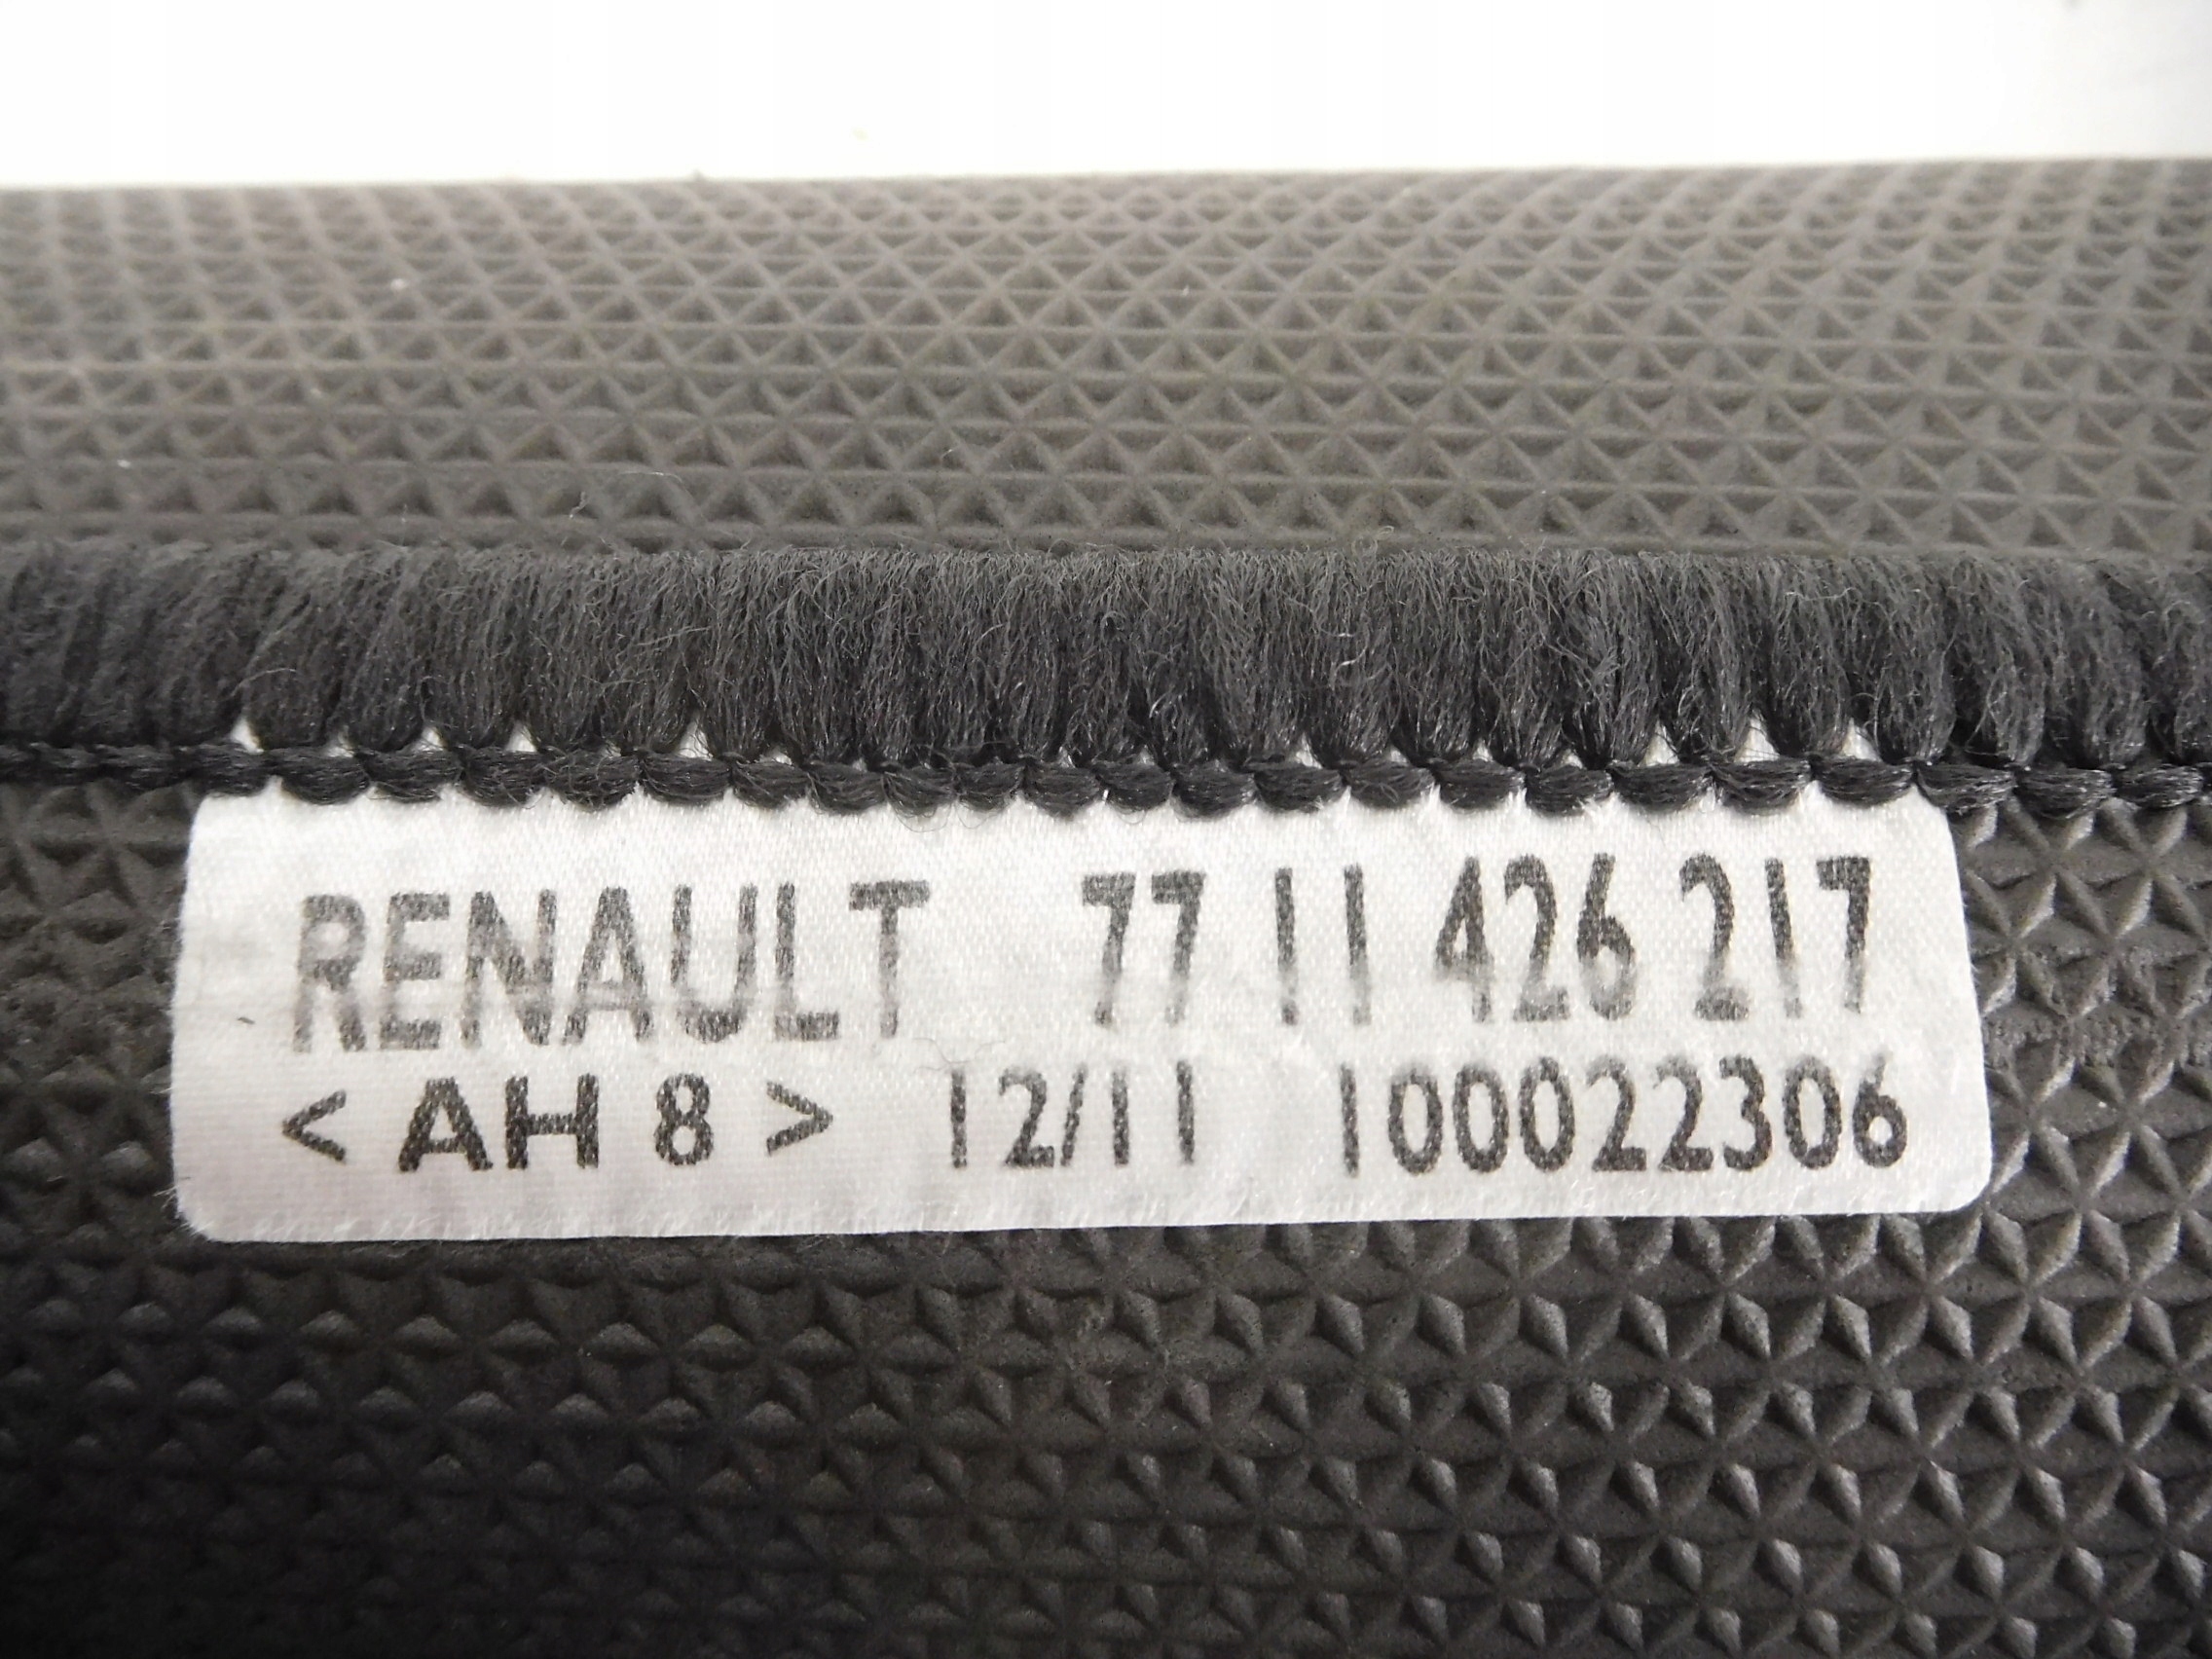 RENAULT 77 11 426 217
< AH 8 > 12/11 100022306